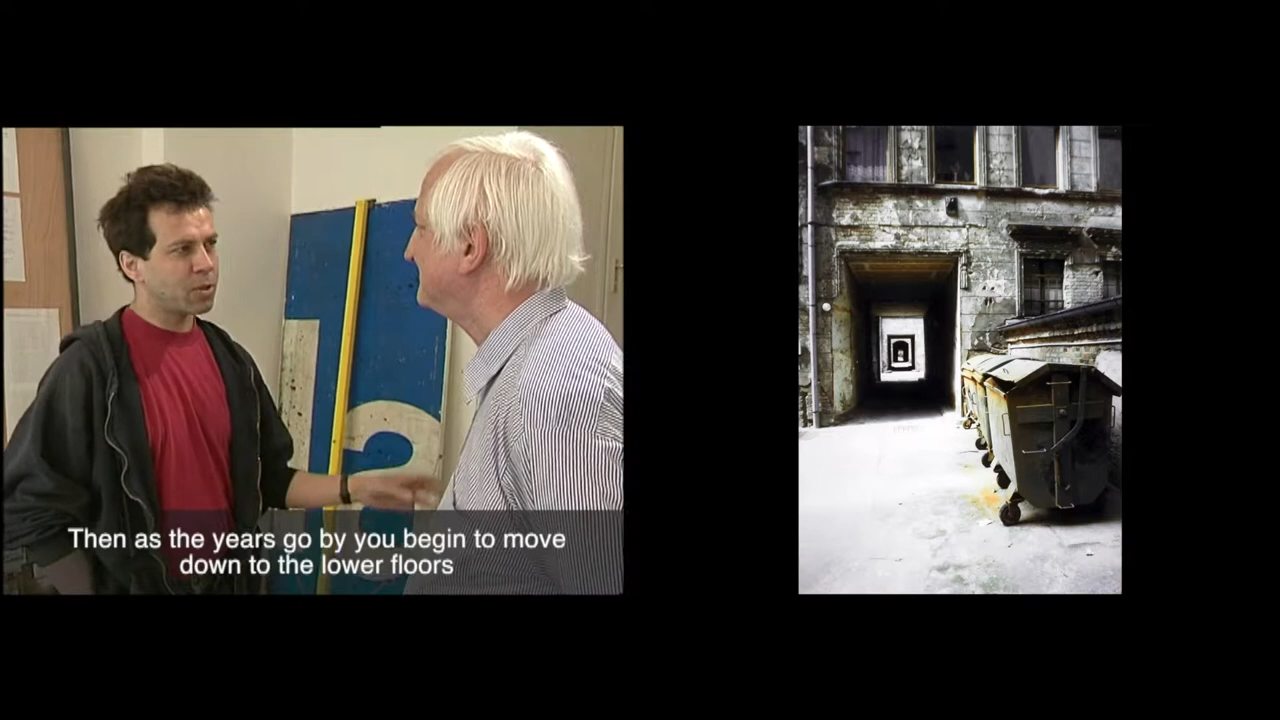 Then as the years go by you begin to move
down to the lower floors